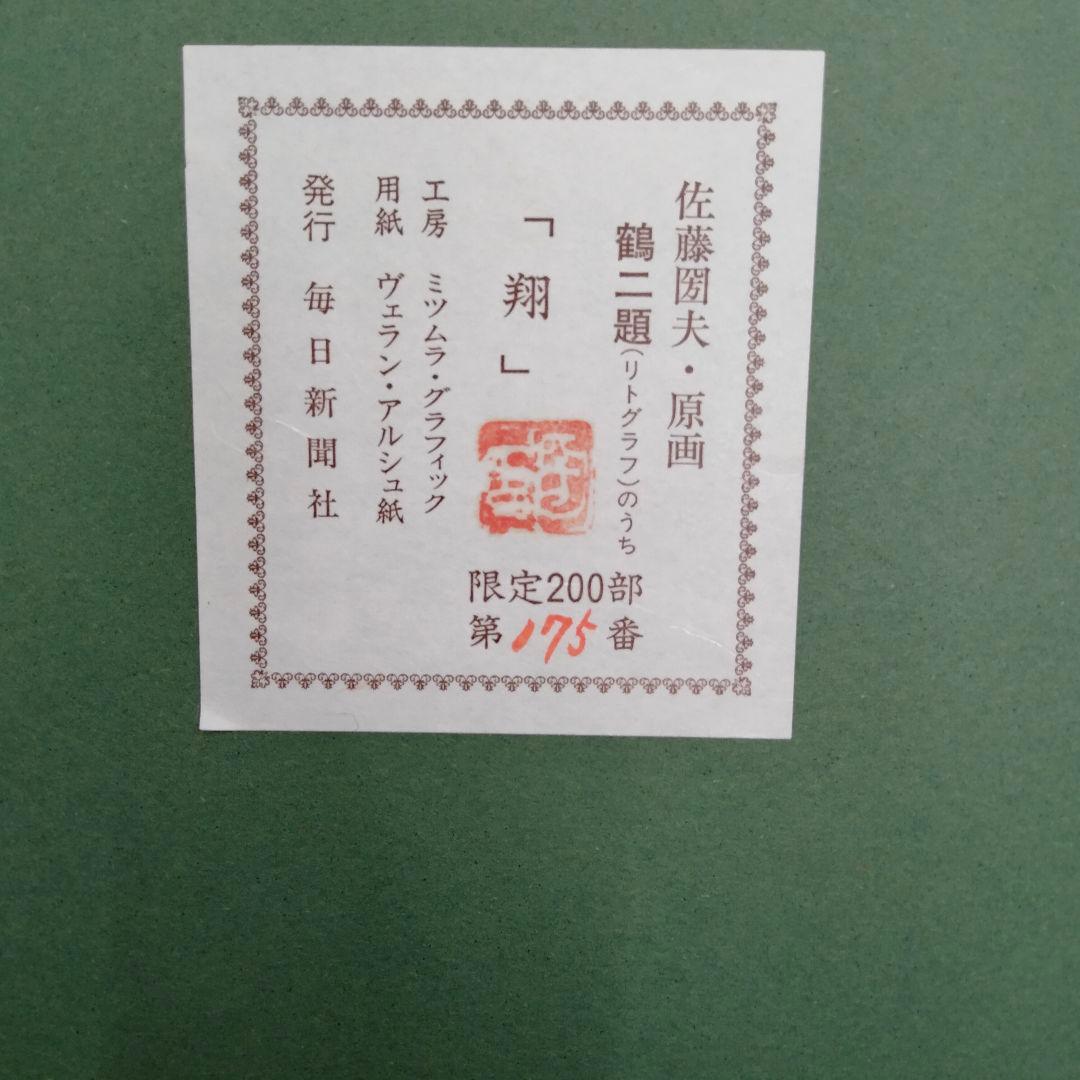 佐藤圀夫・原画
鶴二題(リトグラフ)のうち
「翔」
限定200部
第175番
工房 ミツムラ・グラフィック
用紙 ヴェラン・アルシュ紙
発行 毎日新聞社